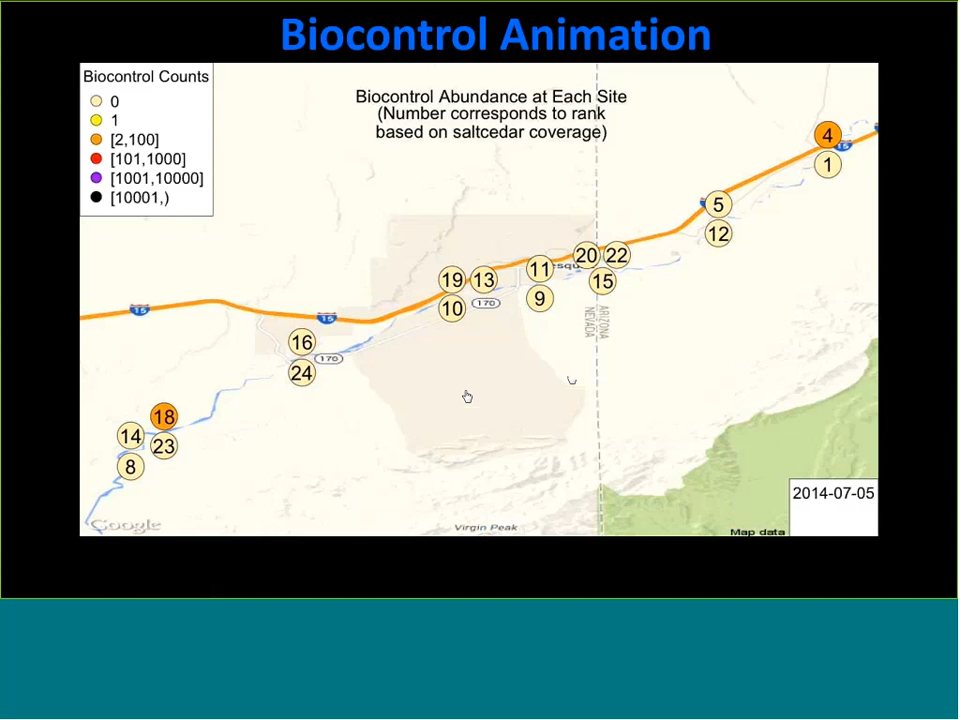 Biocontrol Animation
Biocontrol Counts
0
1
[2,100]
[101,1000]
[1001,10000]
[10001,)
Biocontrol Abundance at Each Site
(Number corresponds to rank
based on saltcedar coverage)
4
15
1
5
12
20
22
11
squ
19
13
15
9
170
10
15
15
16
170
24
ARIZONA
NEVADA
18
14
23
8
2014-07-05
Google
Virgin Peak
Map data